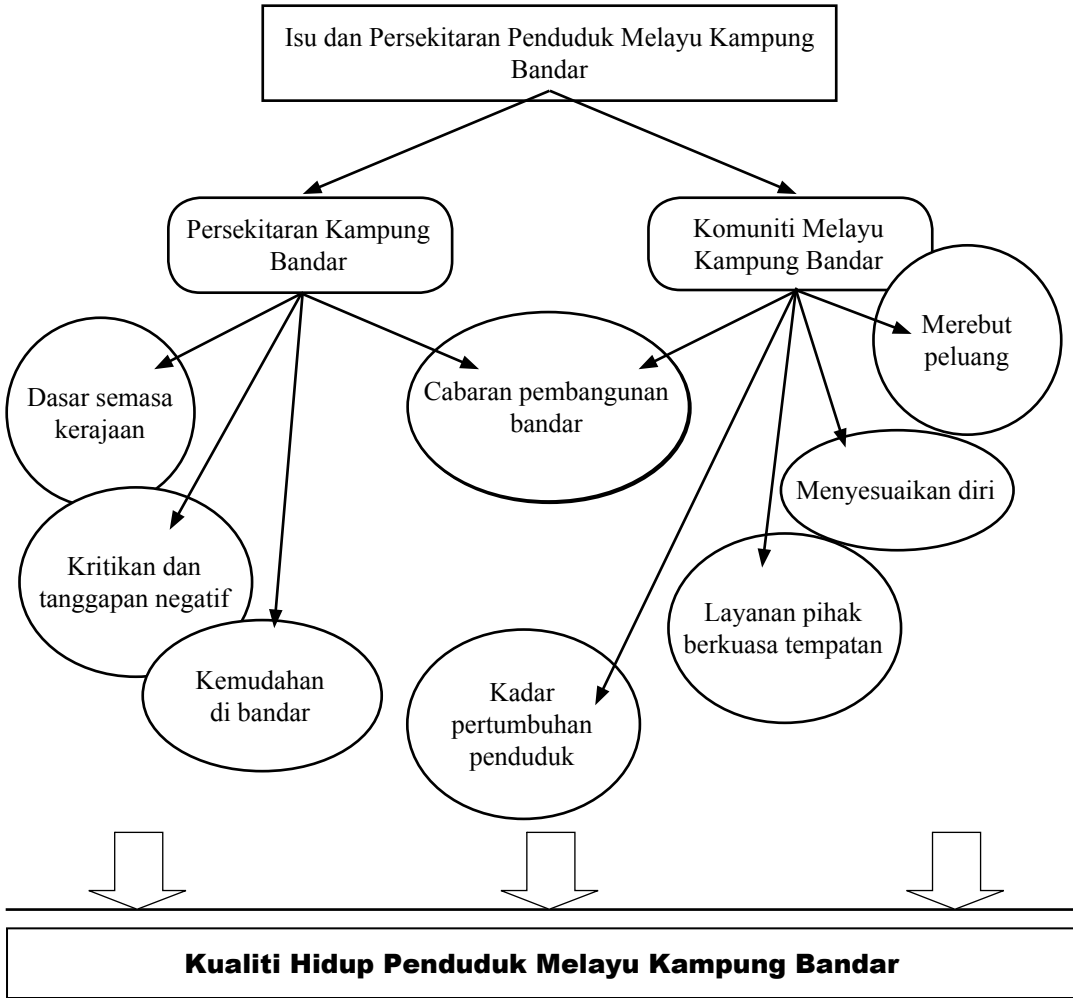 Isu dan Persekitaran Penduduk Melayu Kampung
Bandar
Persekitaran Kampung
Bandar
Komuniti Melayu
Kampung Bandar
Merebut
peluang
Dasar semasa
kerajaan
Cabaran pembangunan
bandar
Menyesuaikan diri
Kritikan dan
tanggapan negatif
Layanan pihak
berkuasa tempatan
Kemudahan
di bandar
Kadar
pertumbuhan
penduduk
Kualiti Hidup Penduduk Melayu Kampung Bandar